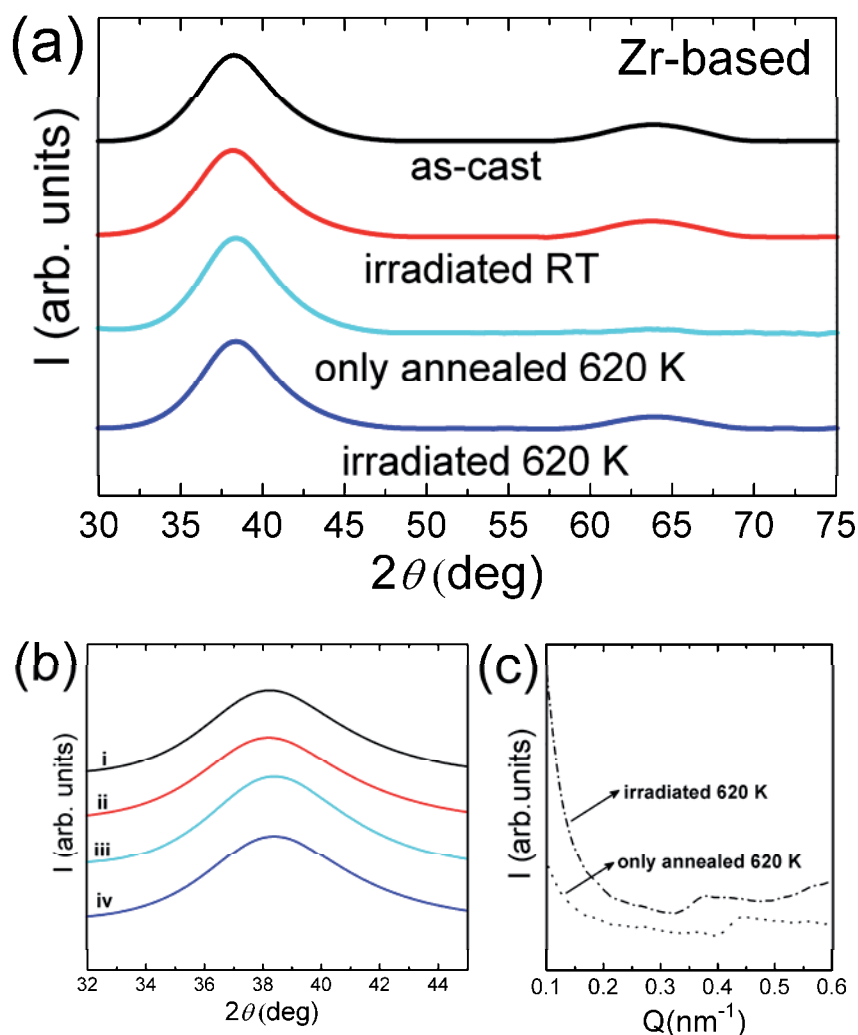 (a)
Zr-based
as-cast
irradiated RT
only annealed 620 K
irradiated 620 K
I (arb. units)
30 35 40 45 50 55 60 65 70 75
2θ(deg)
(b)
i
ii
iii
iv
I (arb. units)
32 34 36 38 40 42 44
2θ(deg)
(c)
irradiated 620 K
only annealed 620 K
I (arb.units)
0.1 0.2 0.3 0.4 0.5 0.6
Q(nm⁻¹)